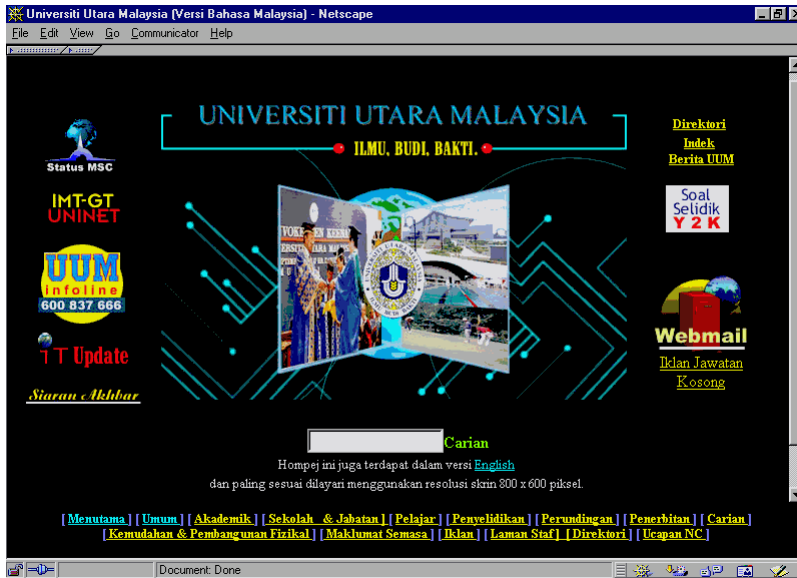 Universiti Utara Malaysia (Versi Bahasa Malaysia) - Netscape
File Edit View Go Communicator Help
UNIVERSITI UTARA MALAYSIA
ILMU, BUDI, BAKTI.
Status MSC
IMT-GT
UNINET
UUM
infoline
600 837 666
IT Update
Siaran Akhbar
Direktori
Indek
Berita UUM
Soal
Selidik
Y2K
Webmail
Iklan Jawatan
Kosong
Carian
Hompej ini juga terdapat dalam versi English
dan paling sesuai dilayari menggunakan resolusi skrin 800 x 600 piksel.
[ Menutama ] [ Umum ] [ Akademik ] [ Sekolah & Jabatan ] [ Pelajar ] [ Penyelidikan ] [ Perundingan ] [ Penerbitan ] [ Carian ]
[ Kemudahan & Pembangunan Fizikal ] [ Maklumat Semasa ] [ Iklan ] [ Laman Staf ] [ Direktori ] [ Ucapan NC ]
Document: Done